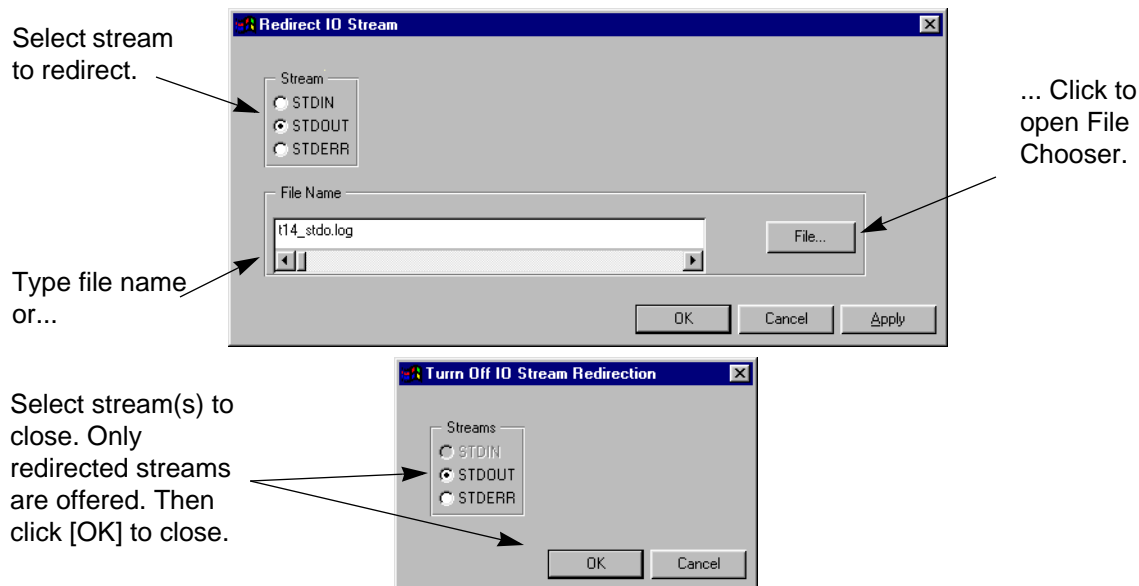 Select stream
to redirect.
Redirect IO Stream
Stream
STDIN
STDOUT
STDERR
... Click to
open File
Chooser.
File Name
t14_stdo.log
File...
Type file name
or...
OK
Cancel
Apply
Turrn Off IO Stream Redirection
Select stream(s) to
close. Only
redirected streams
are offered. Then
click [OK] to close.
Streams
STDIN
STDOUT
STDERR
OK
Cancel